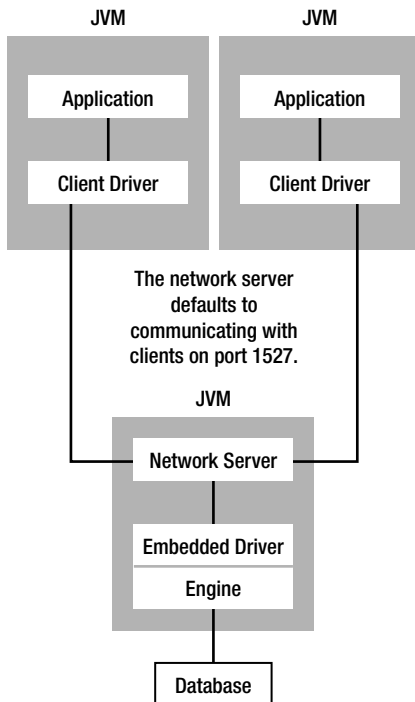 JVM
JVM
Application
Application
Client Driver
Client Driver
The network server
defaults to
communicating with
clients on port 1527.
JVM
Network Server
Embedded Driver
Engine
Database